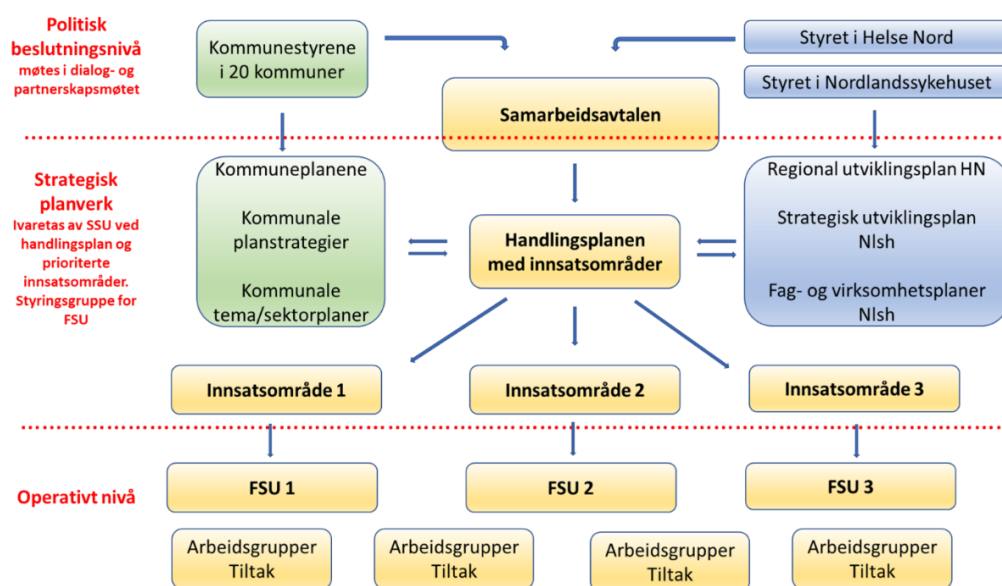 Politisk
beslutningsnivå
møtes i dialog- og
partnerskapsmøtet
Kommunestyrene
i 20 kommuner
Styret i Helse Nord
Styret i Nordlandssykehuset
Samarbeidsavtalen
Strategisk
planverk
Ivaretas av SSU ved
handlingsplan og
prioriterte
innsatsområder.
Styringsgruppe for
FSU
Kommuneplanene
Kommunale
planstrategier
Kommunale
tema/sektorplaner
Handlingsplanen
med innsatsområder
Regional utviklingsplan HN
Strategisk utviklingsplan
Nlsh
Fag- og virksomhetsplaner
Nlsh
Innsatsområde 1
Innsatsområde 2
Innsatsområde 3
Operativt nivå
FSU 1
FSU 2
FSU 3
Arbeidsgrupper
Tiltak
Arbeidsgrupper
Tiltak
Arbeidsgrupper
Tiltak
Arbeidsgrupper
Tiltak